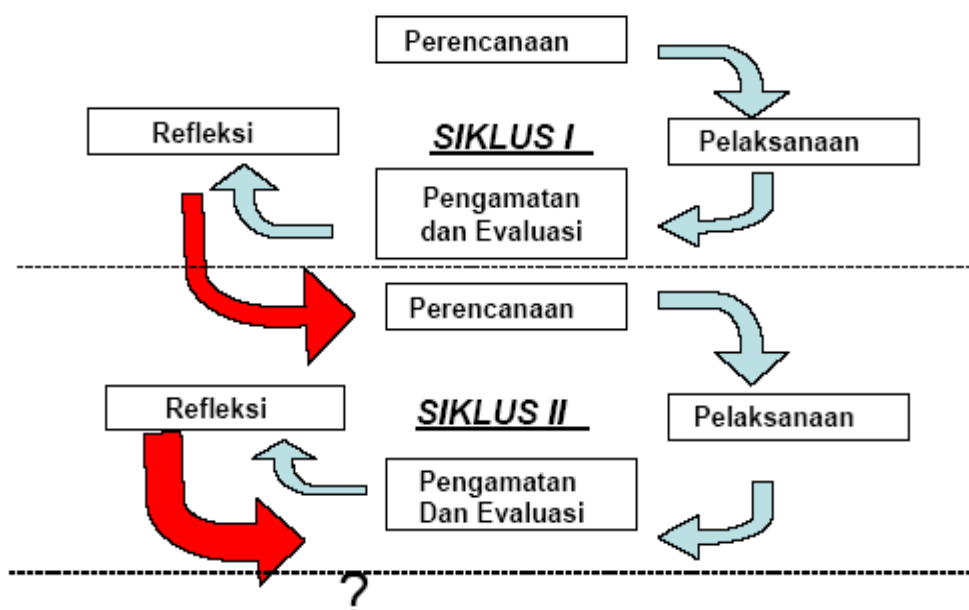 Perencanaan
Refleksi
SIKLUS I
Pelaksanaan
Pengamatan
dan Evaluasi
Perencanaan
Refleksi
SIKLUS II
Pelaksanaan
Pengamatan
Dan Evaluasi
?